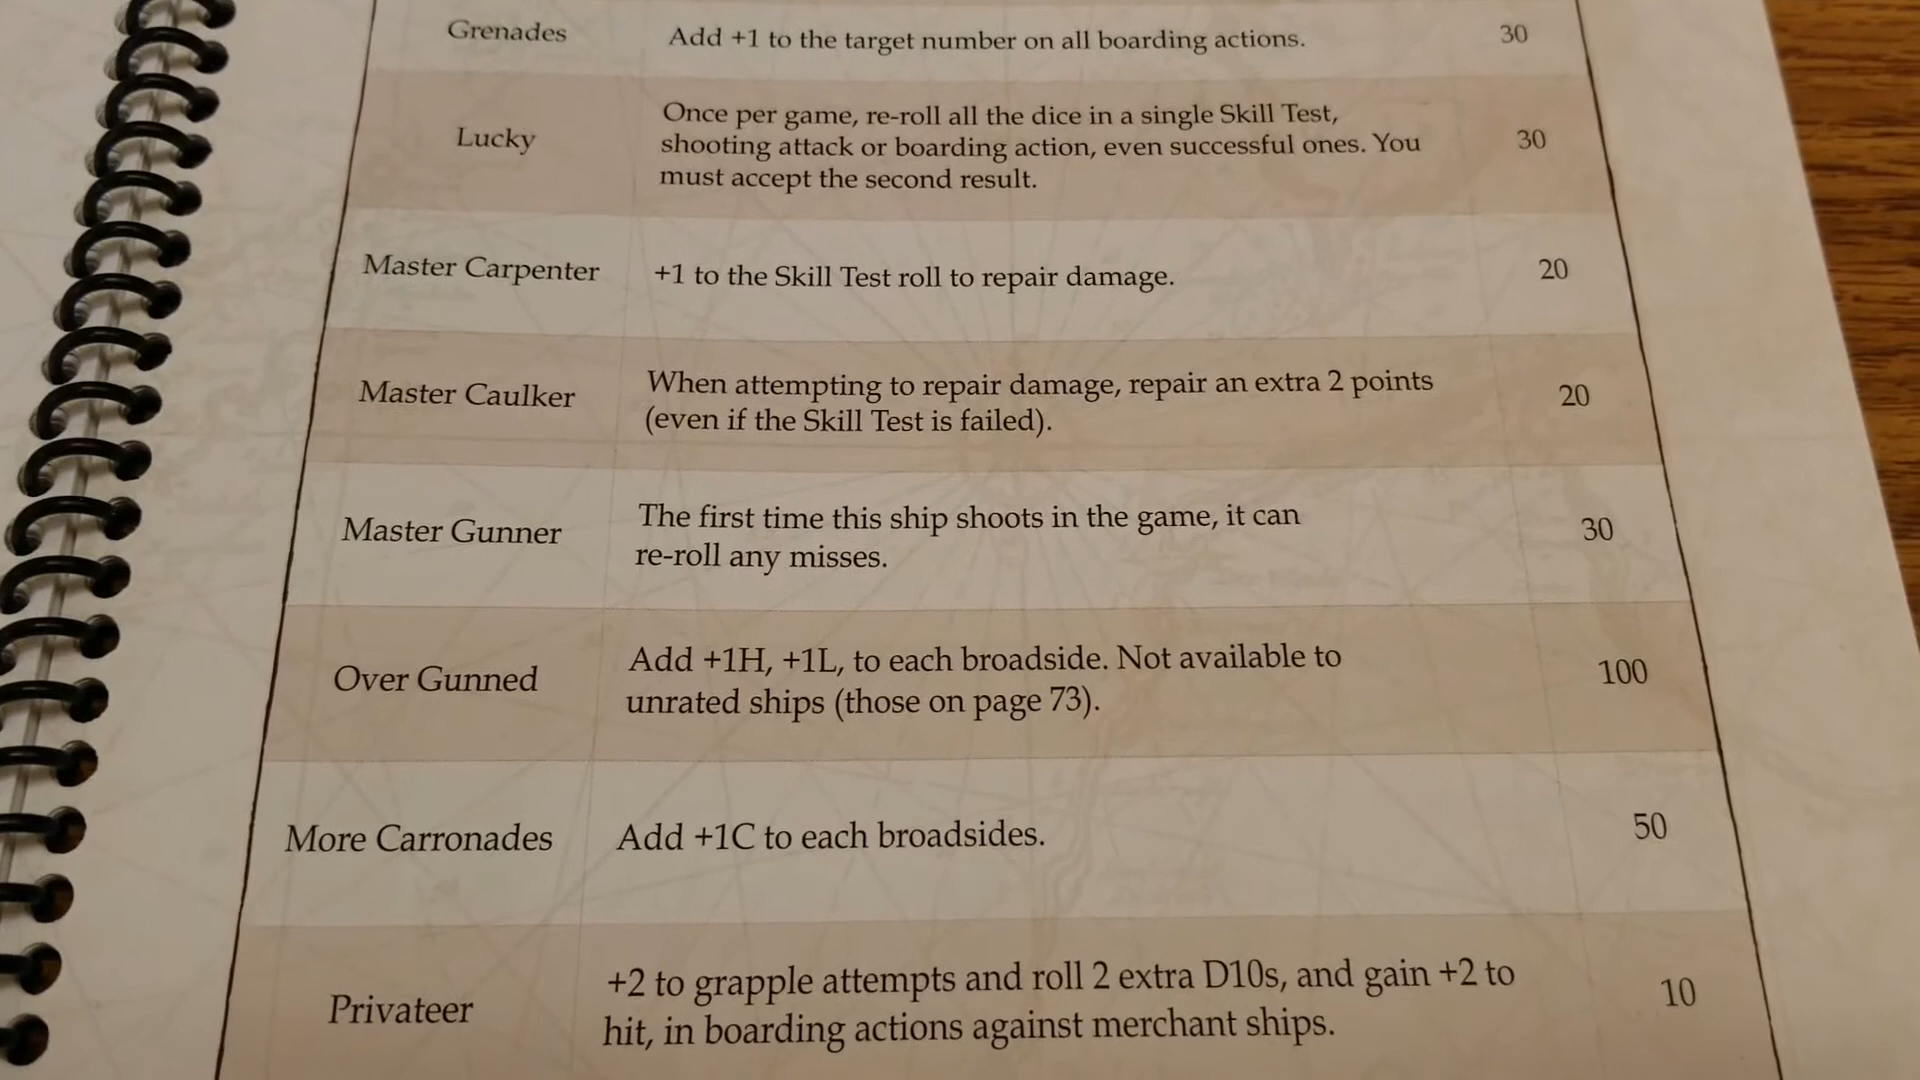 Grenades Add +1 to the target number on all boarding actions. 30
Once per game, re-roll all the dice in a single Skill Test,
Lucky shooting attack or boarding action, even successful ones. You 30
must accept the second result.
Master Carpenter +1 to the Skill Test roll to repair damage. 20
Master Caulker When attempting to repair damage, repair an extra 2 points 20
(even if the Skill Test is failed).
Master Gunner The first time this ship shoots in the game, it can 30
re-roll any misses.
Over Gunned Add +1H, +1L, to each broadside. Not available to 100
unrated ships (those on page 73).
More Carronades Add +1C to each broadsides. 50
Privateer +2 to grapple attempts and roll 2 extra D10s, and gain +2 to 10
hit, in boarding actions against merchant ships.